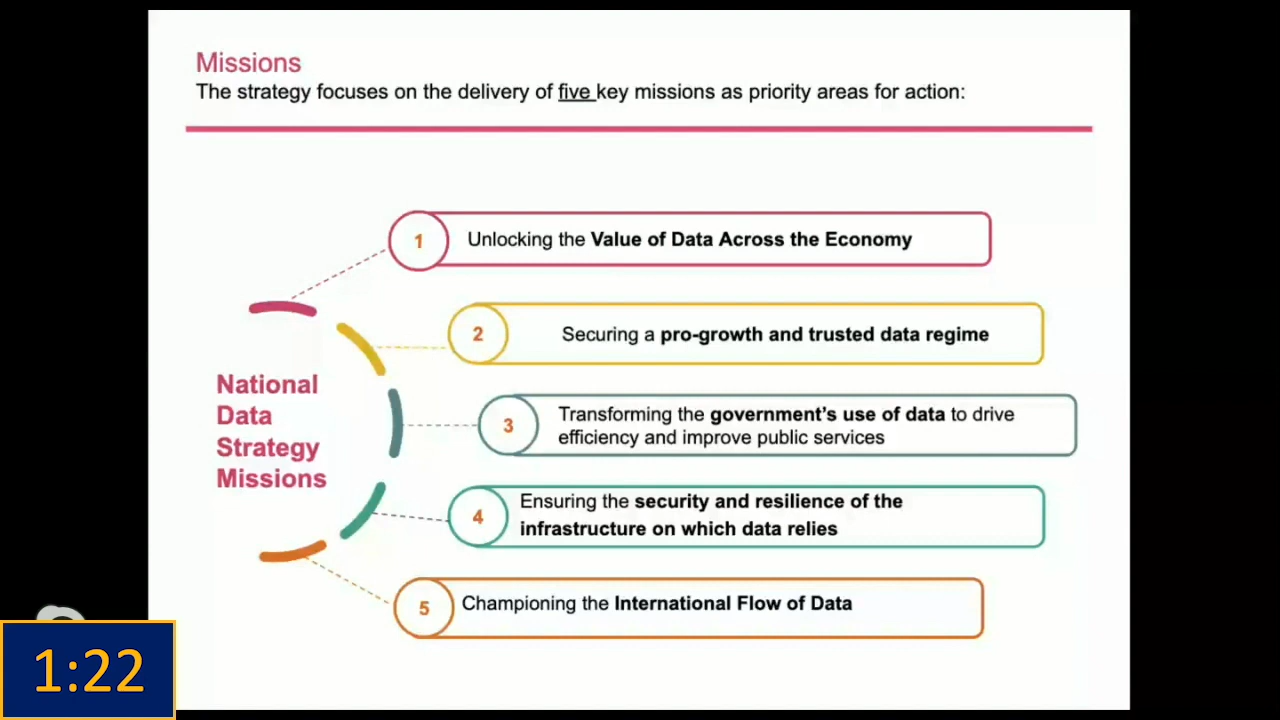 Missions
The strategy focuses on the delivery of five key missions as priority areas for action:
1
Unlocking the Value of Data Across the Economy
2
Securing a pro-growth and trusted data regime
National
Data
Strategy
Missions
3
Transforming the government’s use of data to drive
efficiency and improve public services
4
Ensuring the security and resilience of the
infrastructure on which data relies
5
Championing the International Flow of Data
1:22